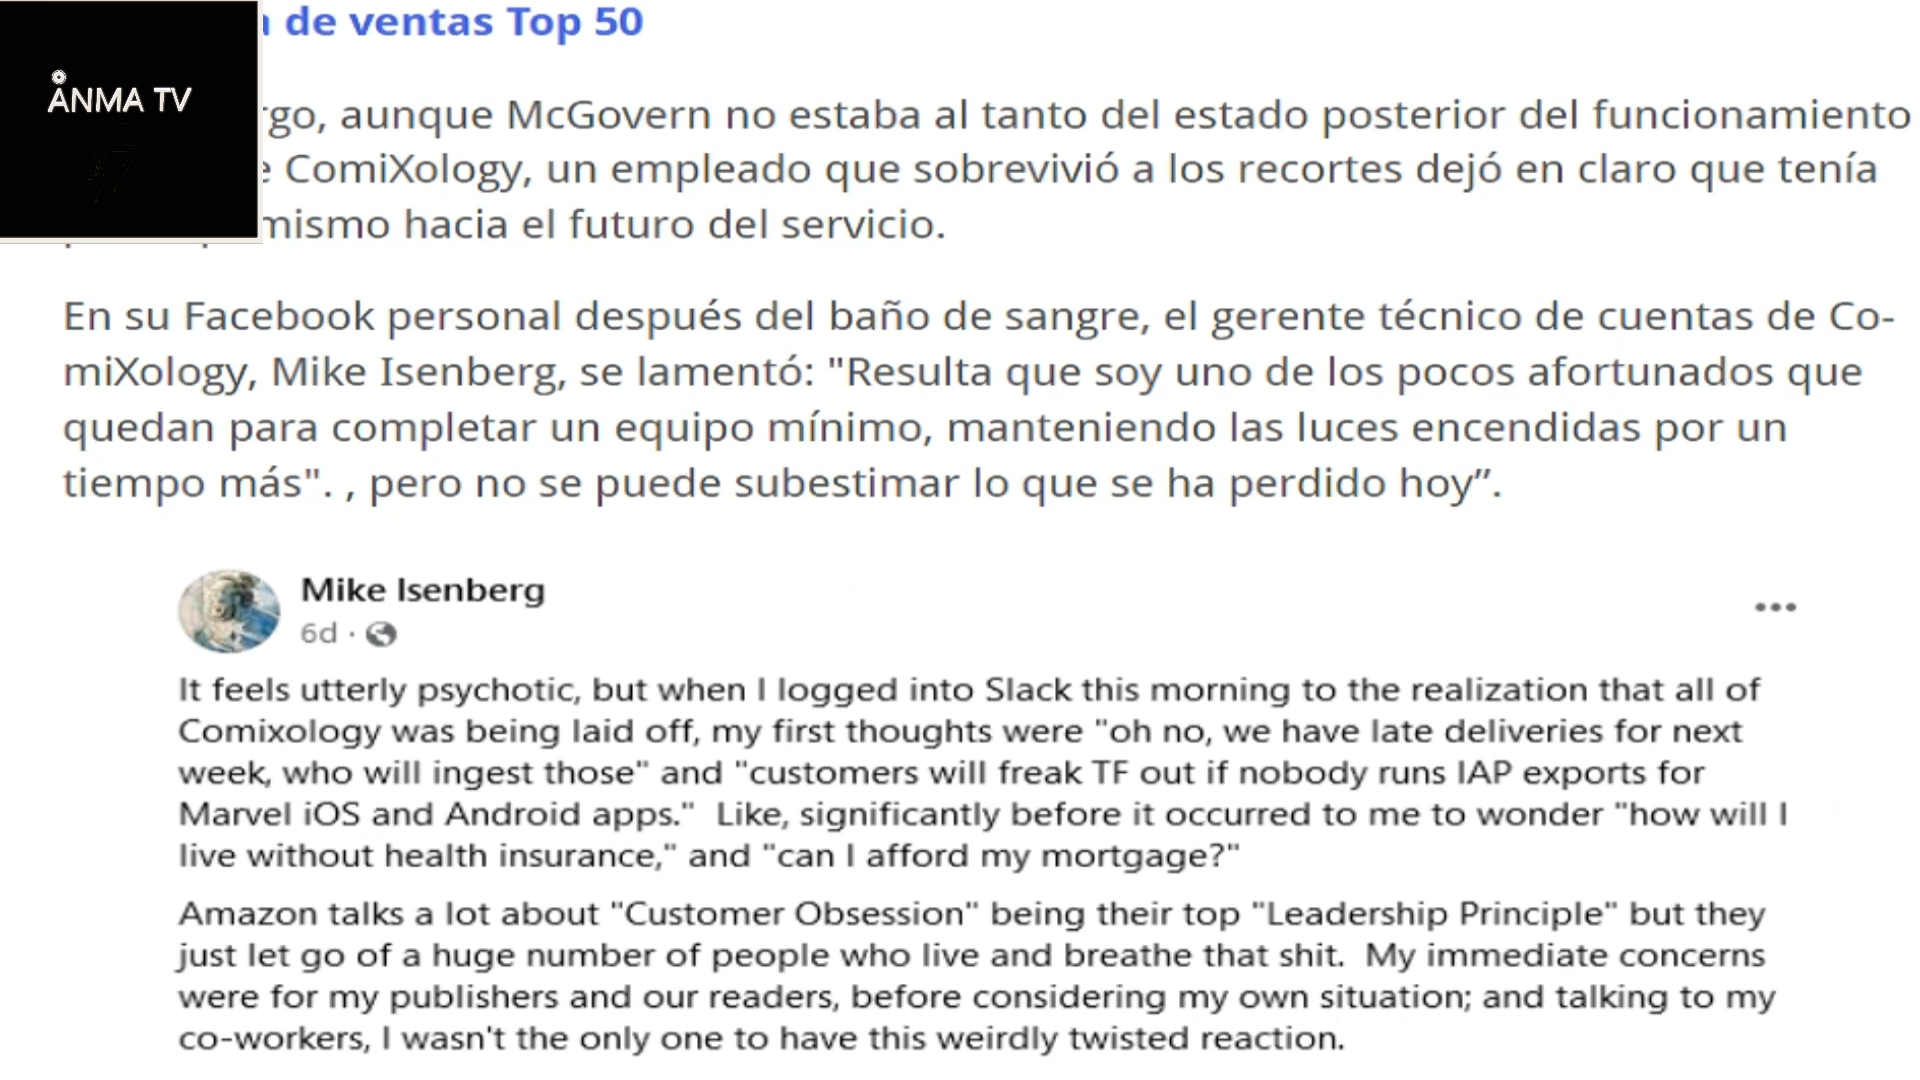 de ventas Top 50
ÅNMA TV
rgo, aunque McGovern no estaba al tanto del estado posterior del funcionamiento
e ComiXology, un empleado que sobrevivió a los recortes dejó en claro que tenía
mismo hacia el futuro del servicio.
En su Facebook personal después del baño de sangre, el gerente técnico de cuentas de Co-
miXology, Mike Isenberg, se lamentó: "Resulta que soy uno de los pocos afortunados que
quedan para completar un equipo mínimo, manteniendo las luces encendidas por un
tiempo más". , pero no se puede subestimar lo que se ha perdido hoy”.
Mike Isenberg
6d ·
It feels utterly psychotic, but when I logged into Slack this morning to the realization that all of
Comixology was being laid off, my first thoughts were "oh no, we have late deliveries for next
week, who will ingest those" and "customers will freak TF out if nobody runs IAP exports for
Marvel iOS and Android apps."  Like, significantly before it occurred to me to wonder "how will I
live without health insurance," and "can I afford my mortgage?"
Amazon talks a lot about "Customer Obsession" being their top "Leadership Principle" but they
just let go of a huge number of people who live and breathe that shit.  My immediate concerns
were for my publishers and our readers, before considering my own situation; and talking to my
co-workers, I wasn't the only one to have this weirdly twisted reaction.